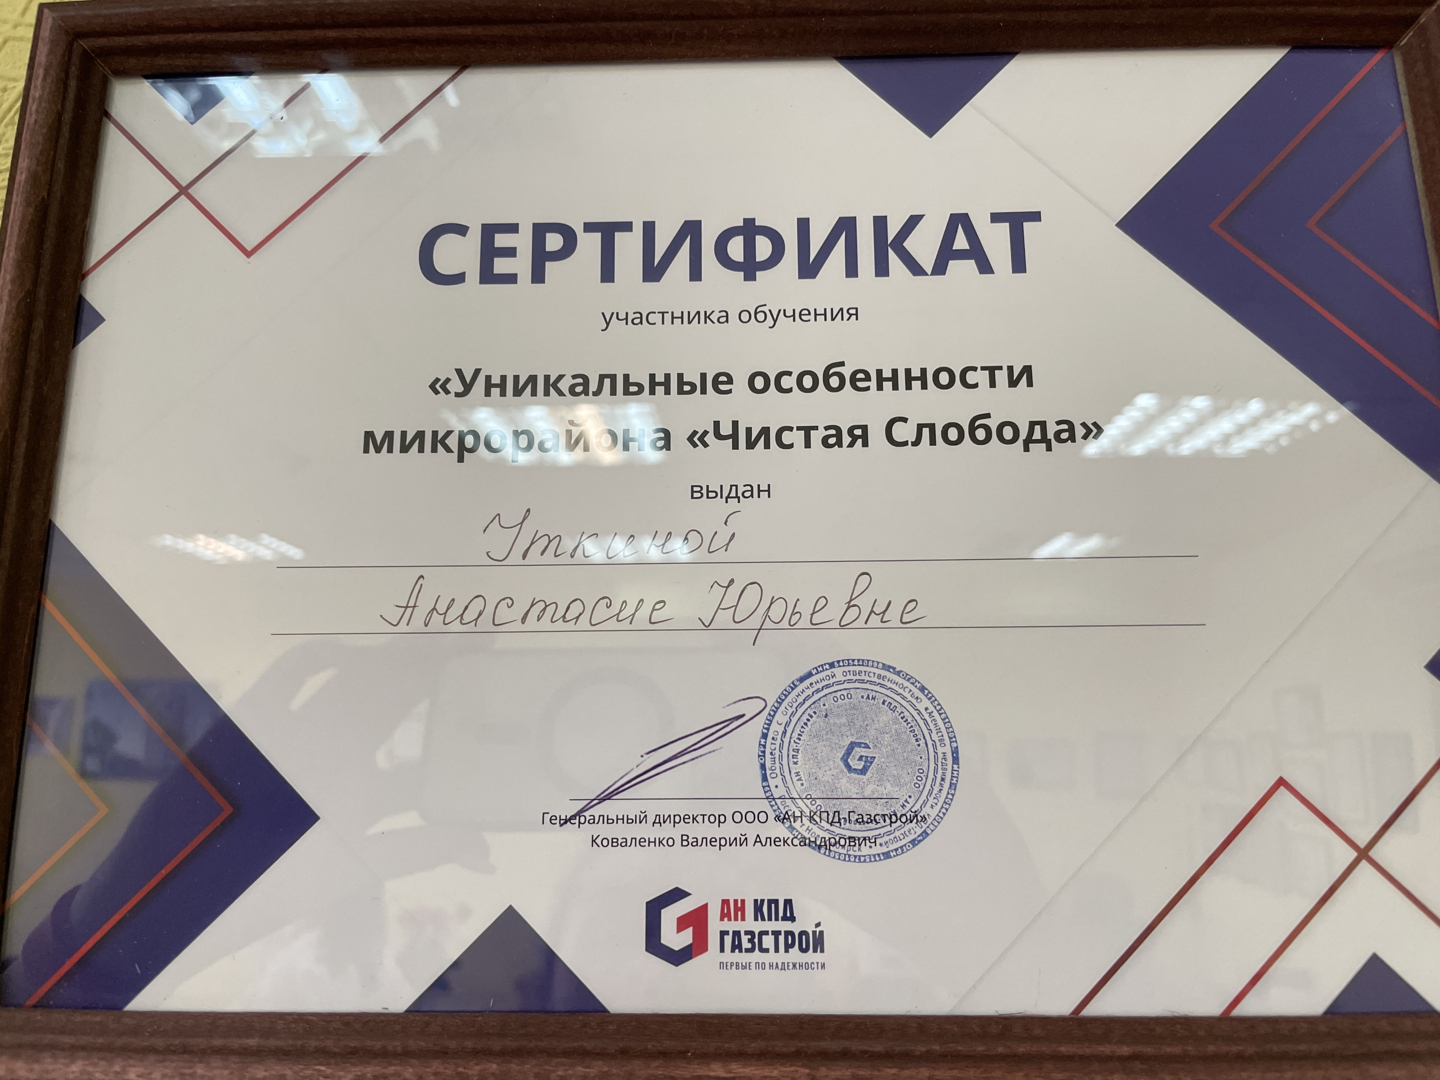 СЕРТИФИКАТ
участника обучения
«Уникальные особенности
микрорайона «Чистая Слобода»
выдан
Уткиной
Анастасие Юрьевне
Генеральный директор ООО «АН КПД-Газстрой»
Коваленко Валерий Александрович
АН КПД
ГАЗСТРОЙ
ПЕРВЫЕ ПО НАДЕЖНОСТИ